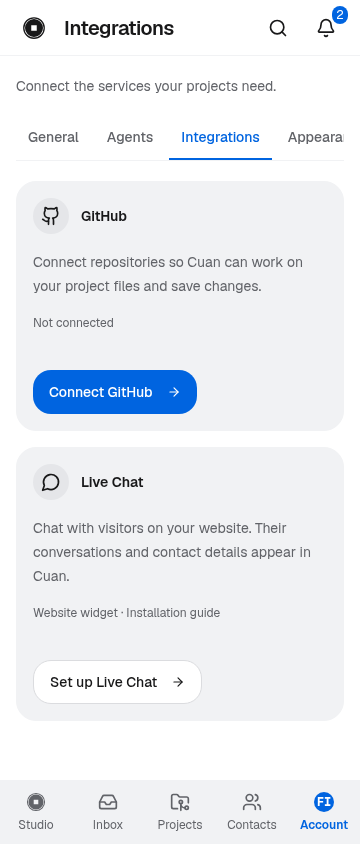 Integrations
2
Connect the services your projects need.
General Agents Integrations Appeara
GitHub
Connect repositories so Cuan can work on
your project files and save changes.
Not connected
Connect GitHub →
Live Chat
Chat with visitors on your website. Their
conversations and contact details appear in
Cuan.
Website widget · Installation guide
Set up Live Chat →
FI
Studio Inbox Projects Contacts Account